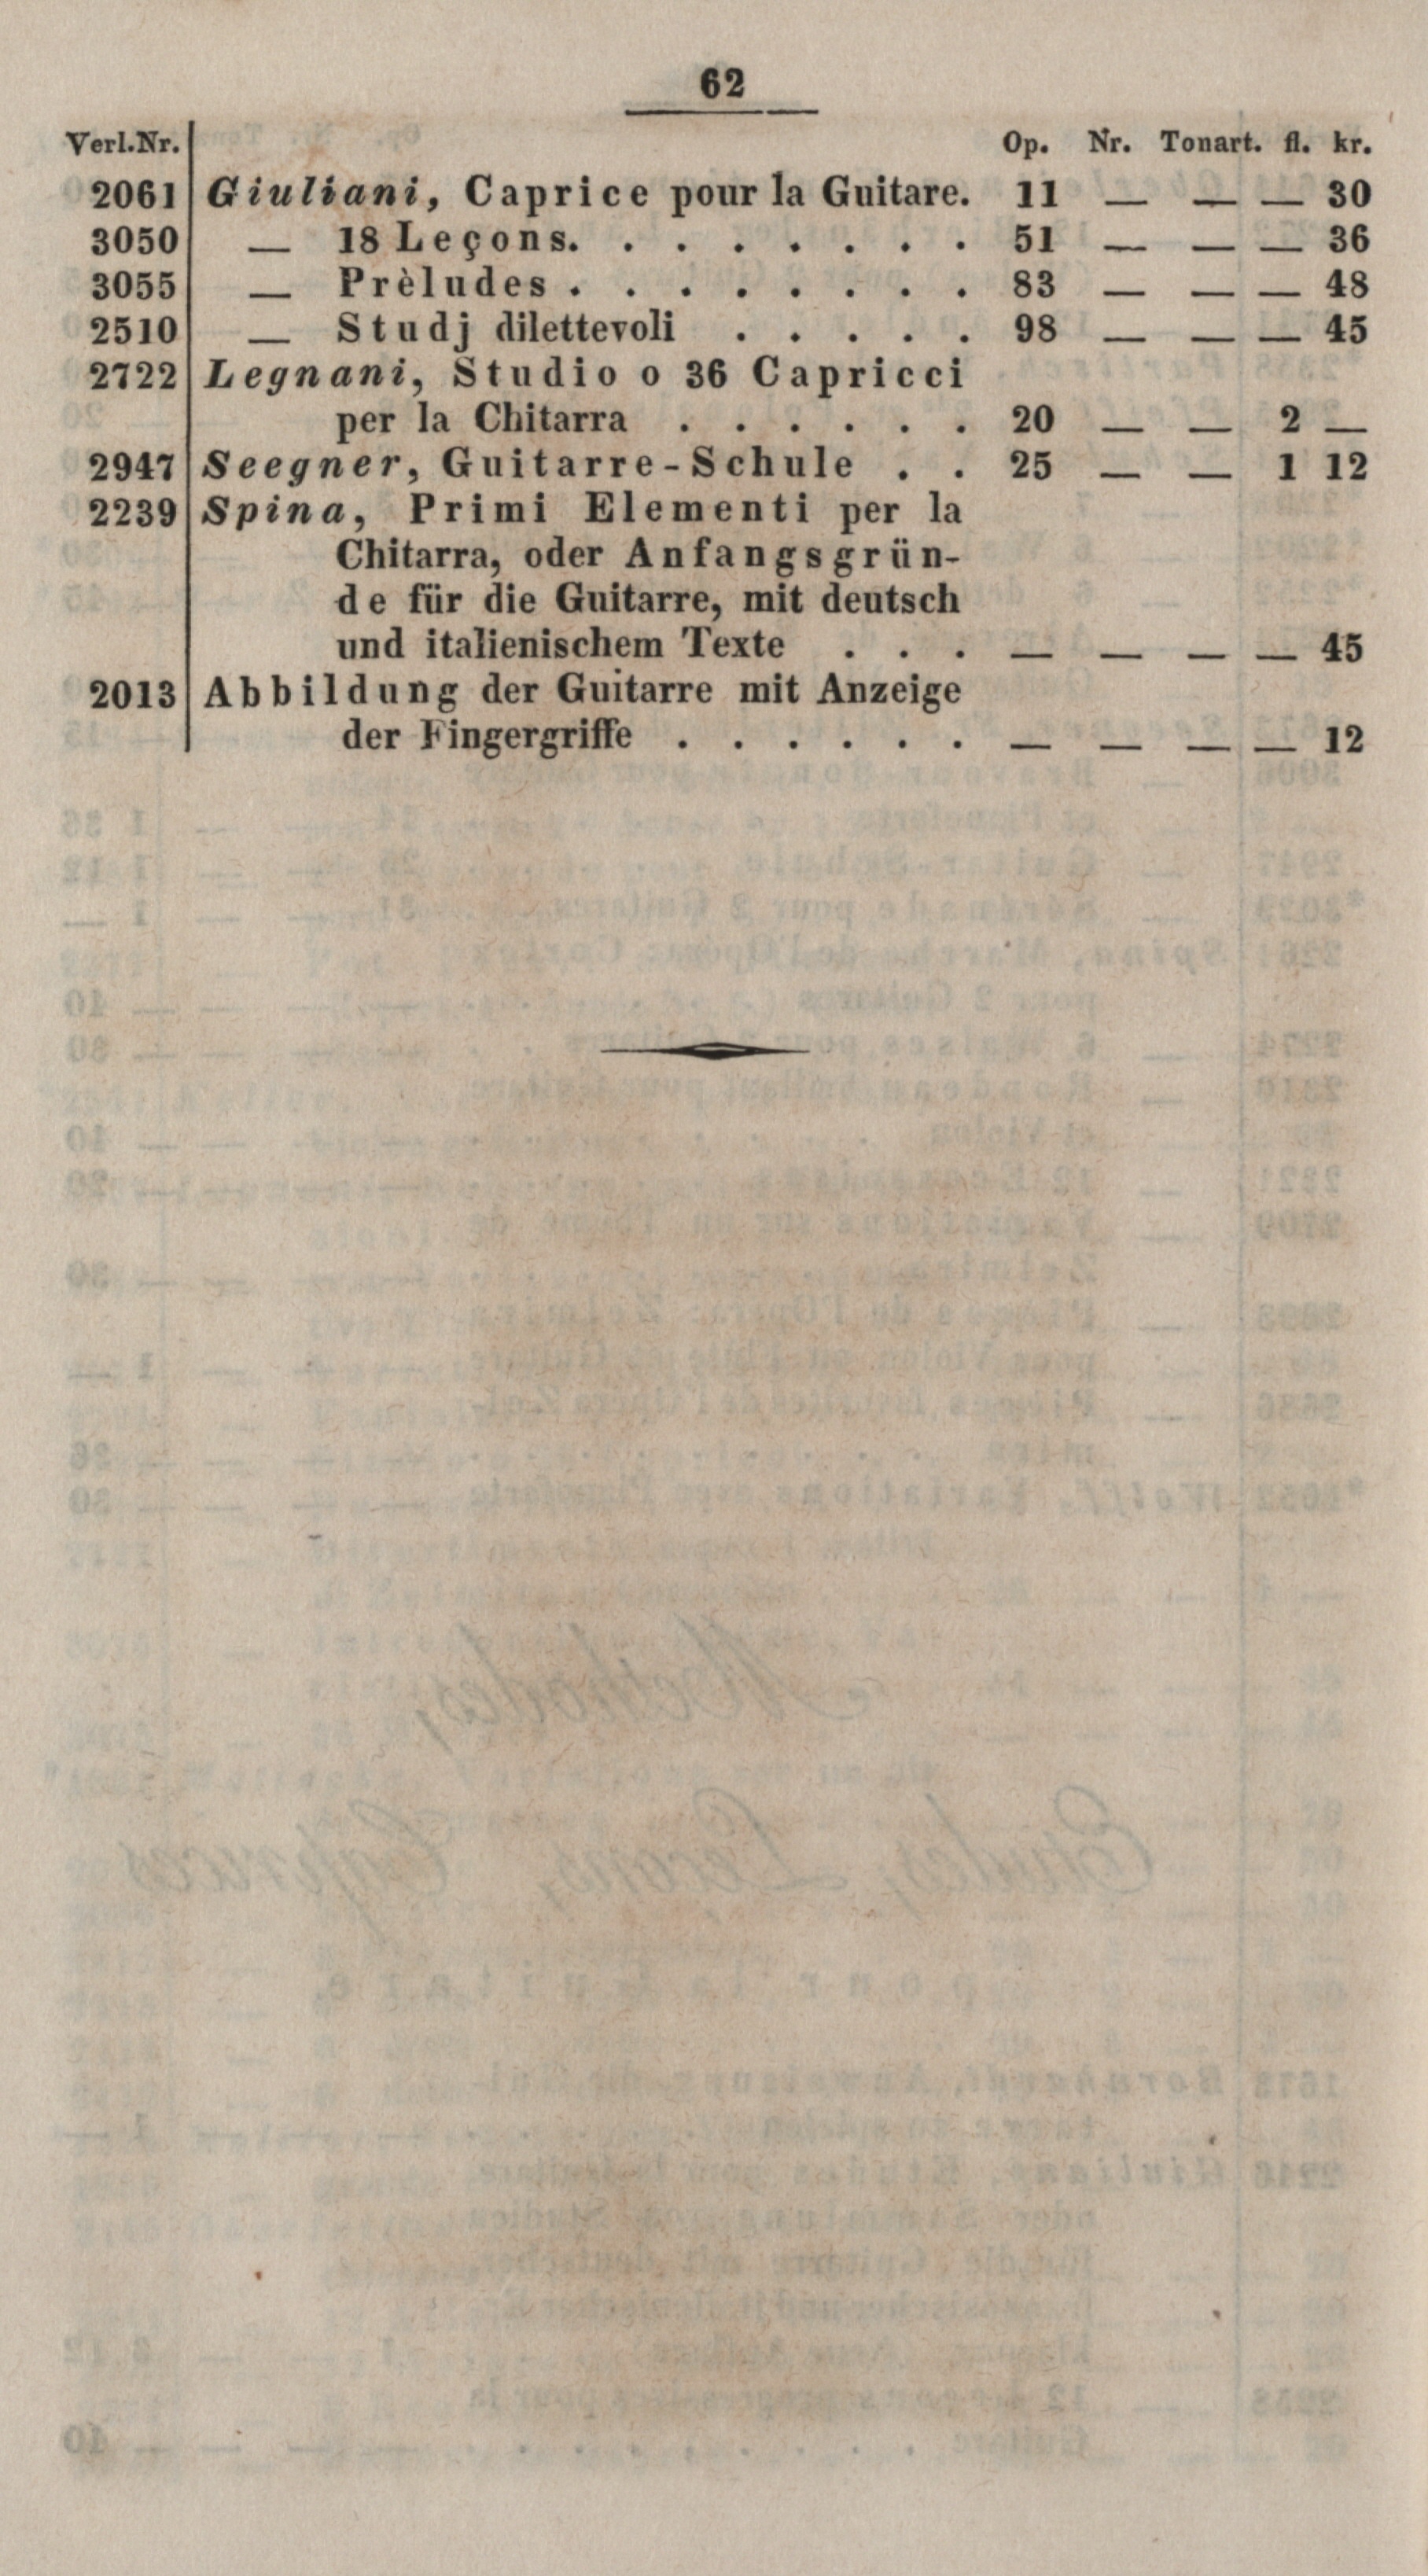 62
Verl.Nr. Op. Nr. Tonart. fl. kr.
2061 Giuliani, Caprice pour la Guitare. 11 — — — 30
3050 — 18 Leçons. . . . . . . . 51 — — — 36
3055 — Prèludes . . . . . . . . 83 — — — 48
2510 — Studj dilettevoli . . . . . 98 — — — 45
2722 Legnani, Studio o 36 Capricci
per la Chitarra . . . . . . 20 — — 2 —
2947 Seegner, Guitarre-Schule . . 25 — — 1 12
2239 Spina, Primi Elementi per la
Chitarra, oder Anfangsgrün-
de für die Guitarre, mit deutsch
und italienischem Texte . . . — — — — 45
2013 Abbildung der Guitarre mit Anzeige
der Fingergriffe . . . . . . — — — — 12